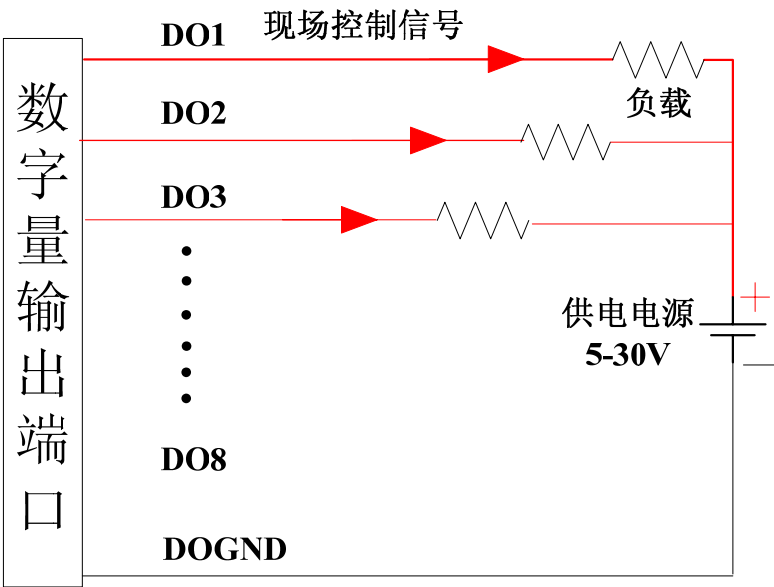 数字量输出端口
DO1
现场控制信号
负载
DO2
DO3
供电电源
5-30V
+
—
DO8
DOGND